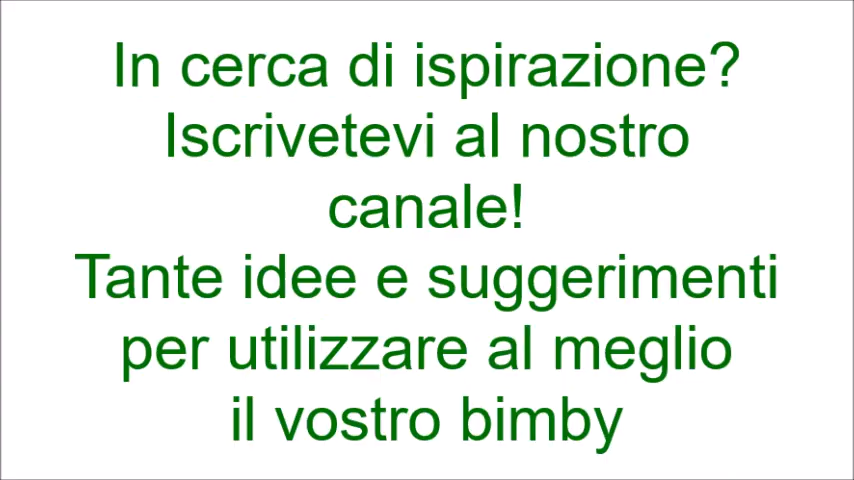 In cerca di ispirazione?
Iscrivetevi al nostro
canale!
Tante idee e suggerimenti
per utilizzare al meglio
il vostro bimby